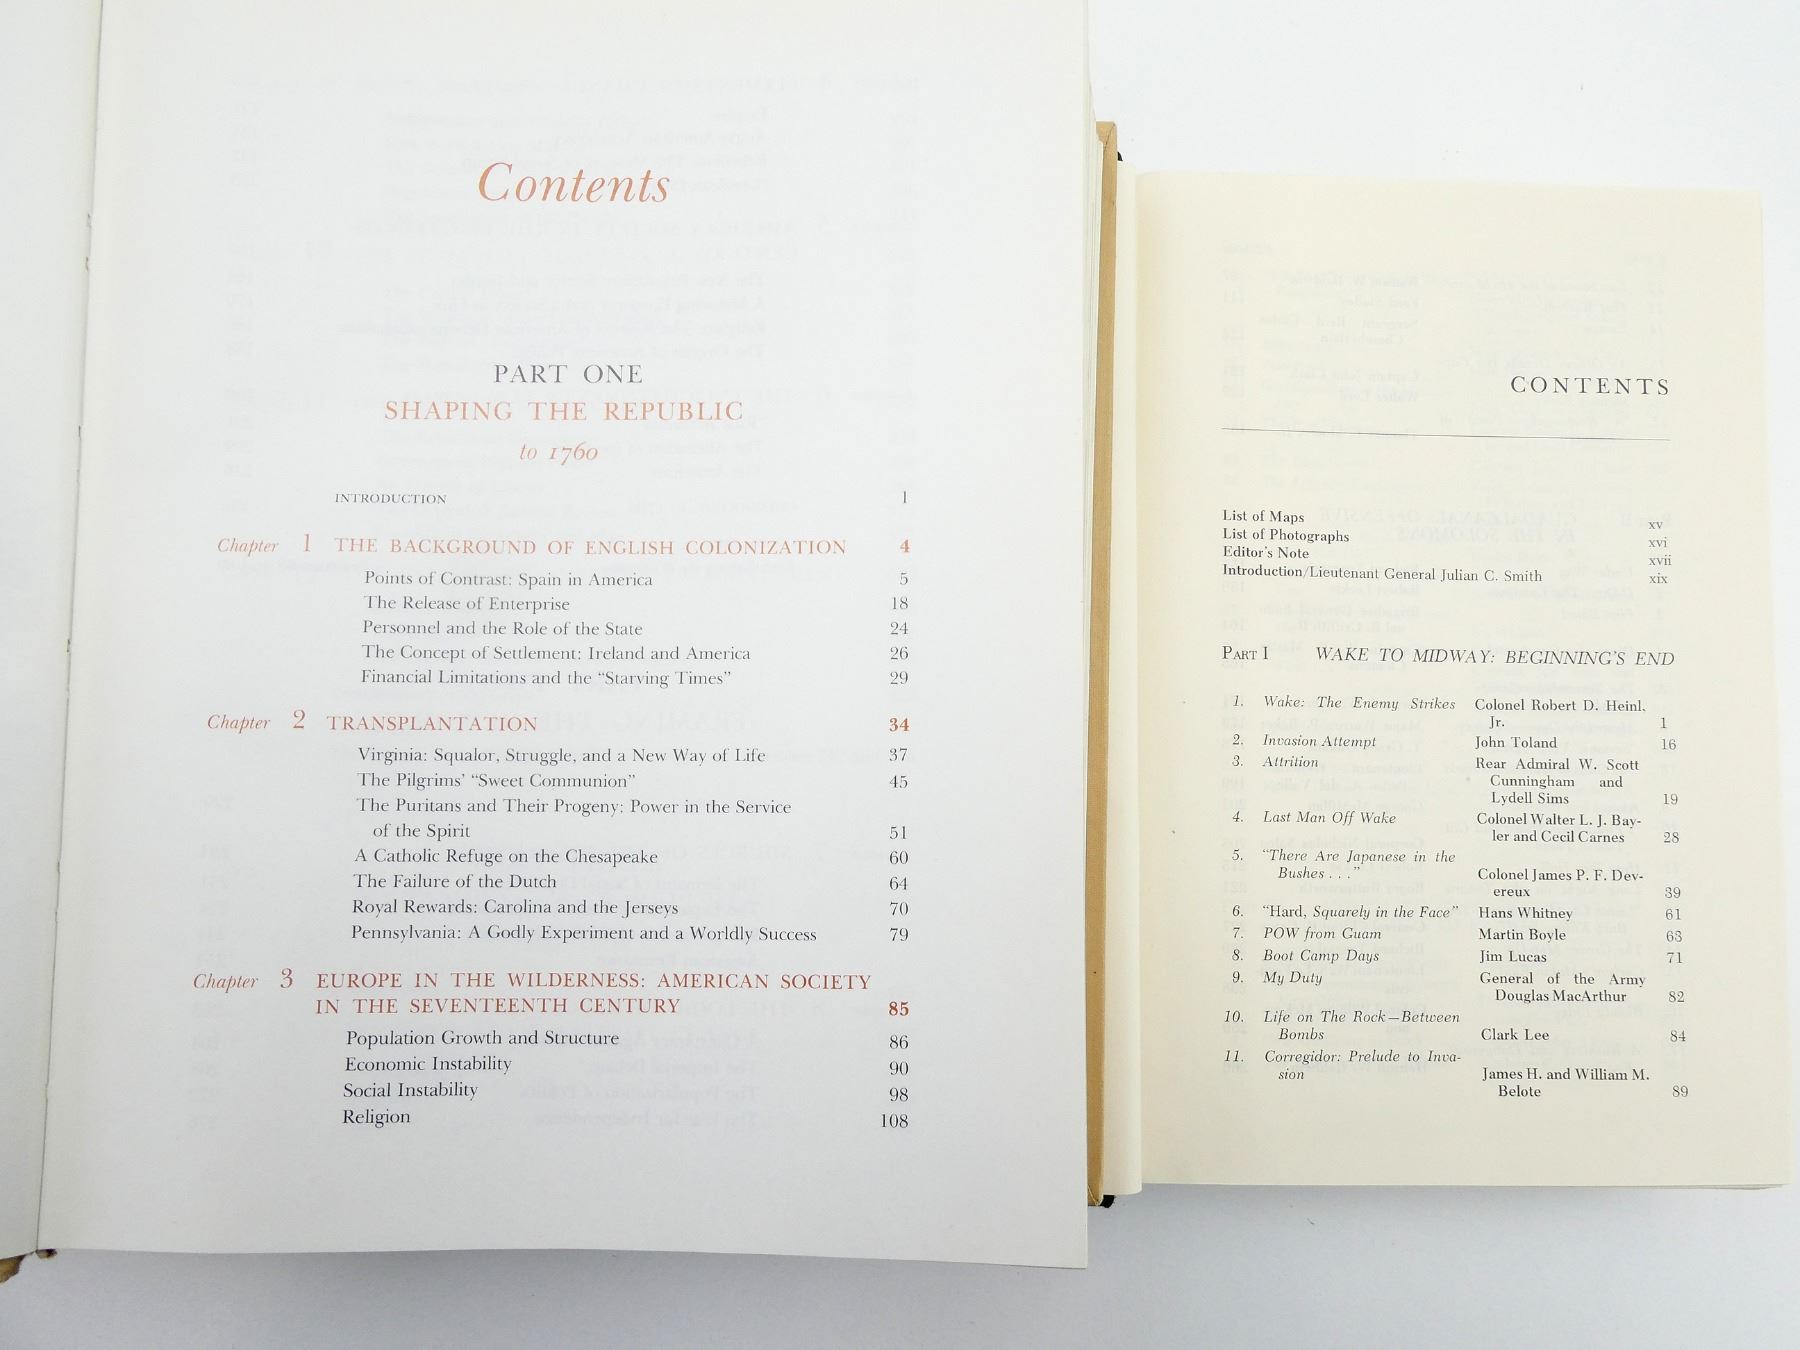 Contents
PART ONE
SHAPING THE REPUBLIC
to 1760
INTRODUCTION 1
Chapter 1 THE BACKGROUND OF ENGLISH COLONIZATION 4
Points of Contrast: Spain in America 5
The Release of Enterprise 18
Personnel and the Role of the State 24
The Concept of Settlement: Ireland and America 26
Financial Limitations and the “Starving Times” 29
Chapter 2 TRANSPLANTATION 34
Virginia: Squalor, Struggle, and a New Way of Life 37
The Pilgrims’ “Sweet Communion” 45
The Puritans and Their Progeny: Power in the Service
of the Spirit 51
A Catholic Refuge on the Chesapeake 60
The Failure of the Dutch 64
Royal Rewards: Carolina and the Jerseys 70
Pennsylvania: A Godly Experiment and a Worldly Success 79
Chapter 3 EUROPE IN THE WILDERNESS: AMERICAN SOCIETY
IN THE SEVENTEENTH CENTURY 85
Population Growth and Structure 86
Economic Instability 90
Social Instability 98
Religion 108
CONTENTS
List of Maps xv
List of Photographs xvi
Editor’s Note xvii
Introduction/Lieutenant General Julian C. Smith xix
PART I WAKE TO MIDWAY: BEGINNING’S END
1. Wake: The Enemy Strikes Colonel Robert D. Heinl,
Jr. 1
2. Invasion Attempt John Toland 16
3. Attrition Rear Admiral W. Scott
Cunningham and
Lydell Sims 19
4. Last Man Off Wake Colonel Walter L. J. Bay-
ler and Cecil Carnes 28
5. “There Are Japanese in the
Bushes . . .” Colonel James P. F. Dev-
ereux 39
6. “Hard, Squarely in the Face” Hans Whitney 61
7. POW from Guam Martin Boyle 63
8. Boot Camp Days Jim Lucas 71
9. My Duty General of the Army
Douglas MacArthur 82
10. Life on The Rock—Between
Bombs Clark Lee 84
11. Corregidor: Prelude to Inva-
sion James H. and William M.
Belote 89